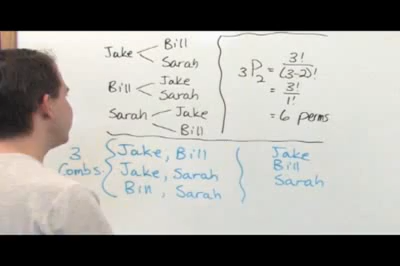 Jake < Bill
Sarah
Bill < Jake
Sarah
Sarah < Jake
Bill
3P2 = 3! / (3-2)!
= 3! / 1!
= 6 perms
3 Combs.
Jake, Bill
Jake, Sarah
Bill, Sarah
Jake
Bill
Sarah